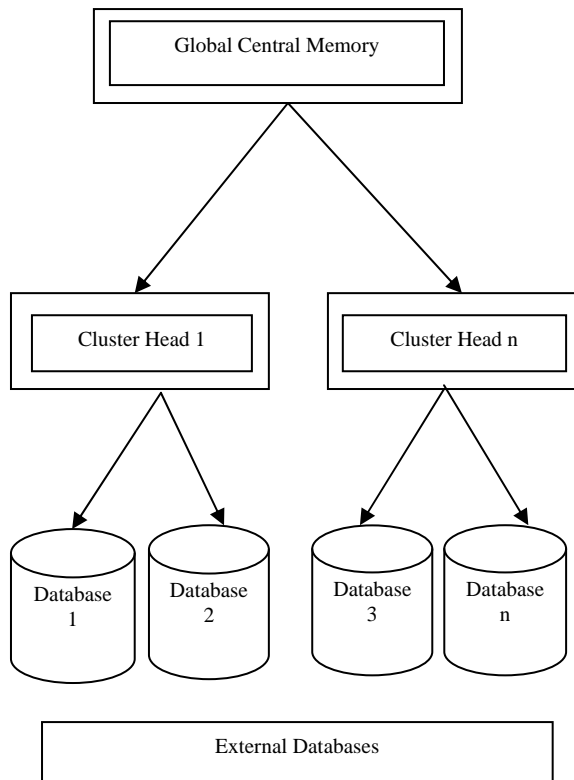 Global Central Memory
Cluster Head 1
Cluster Head n
Database
1
Database
2
Database
3
Database
n
External Databases